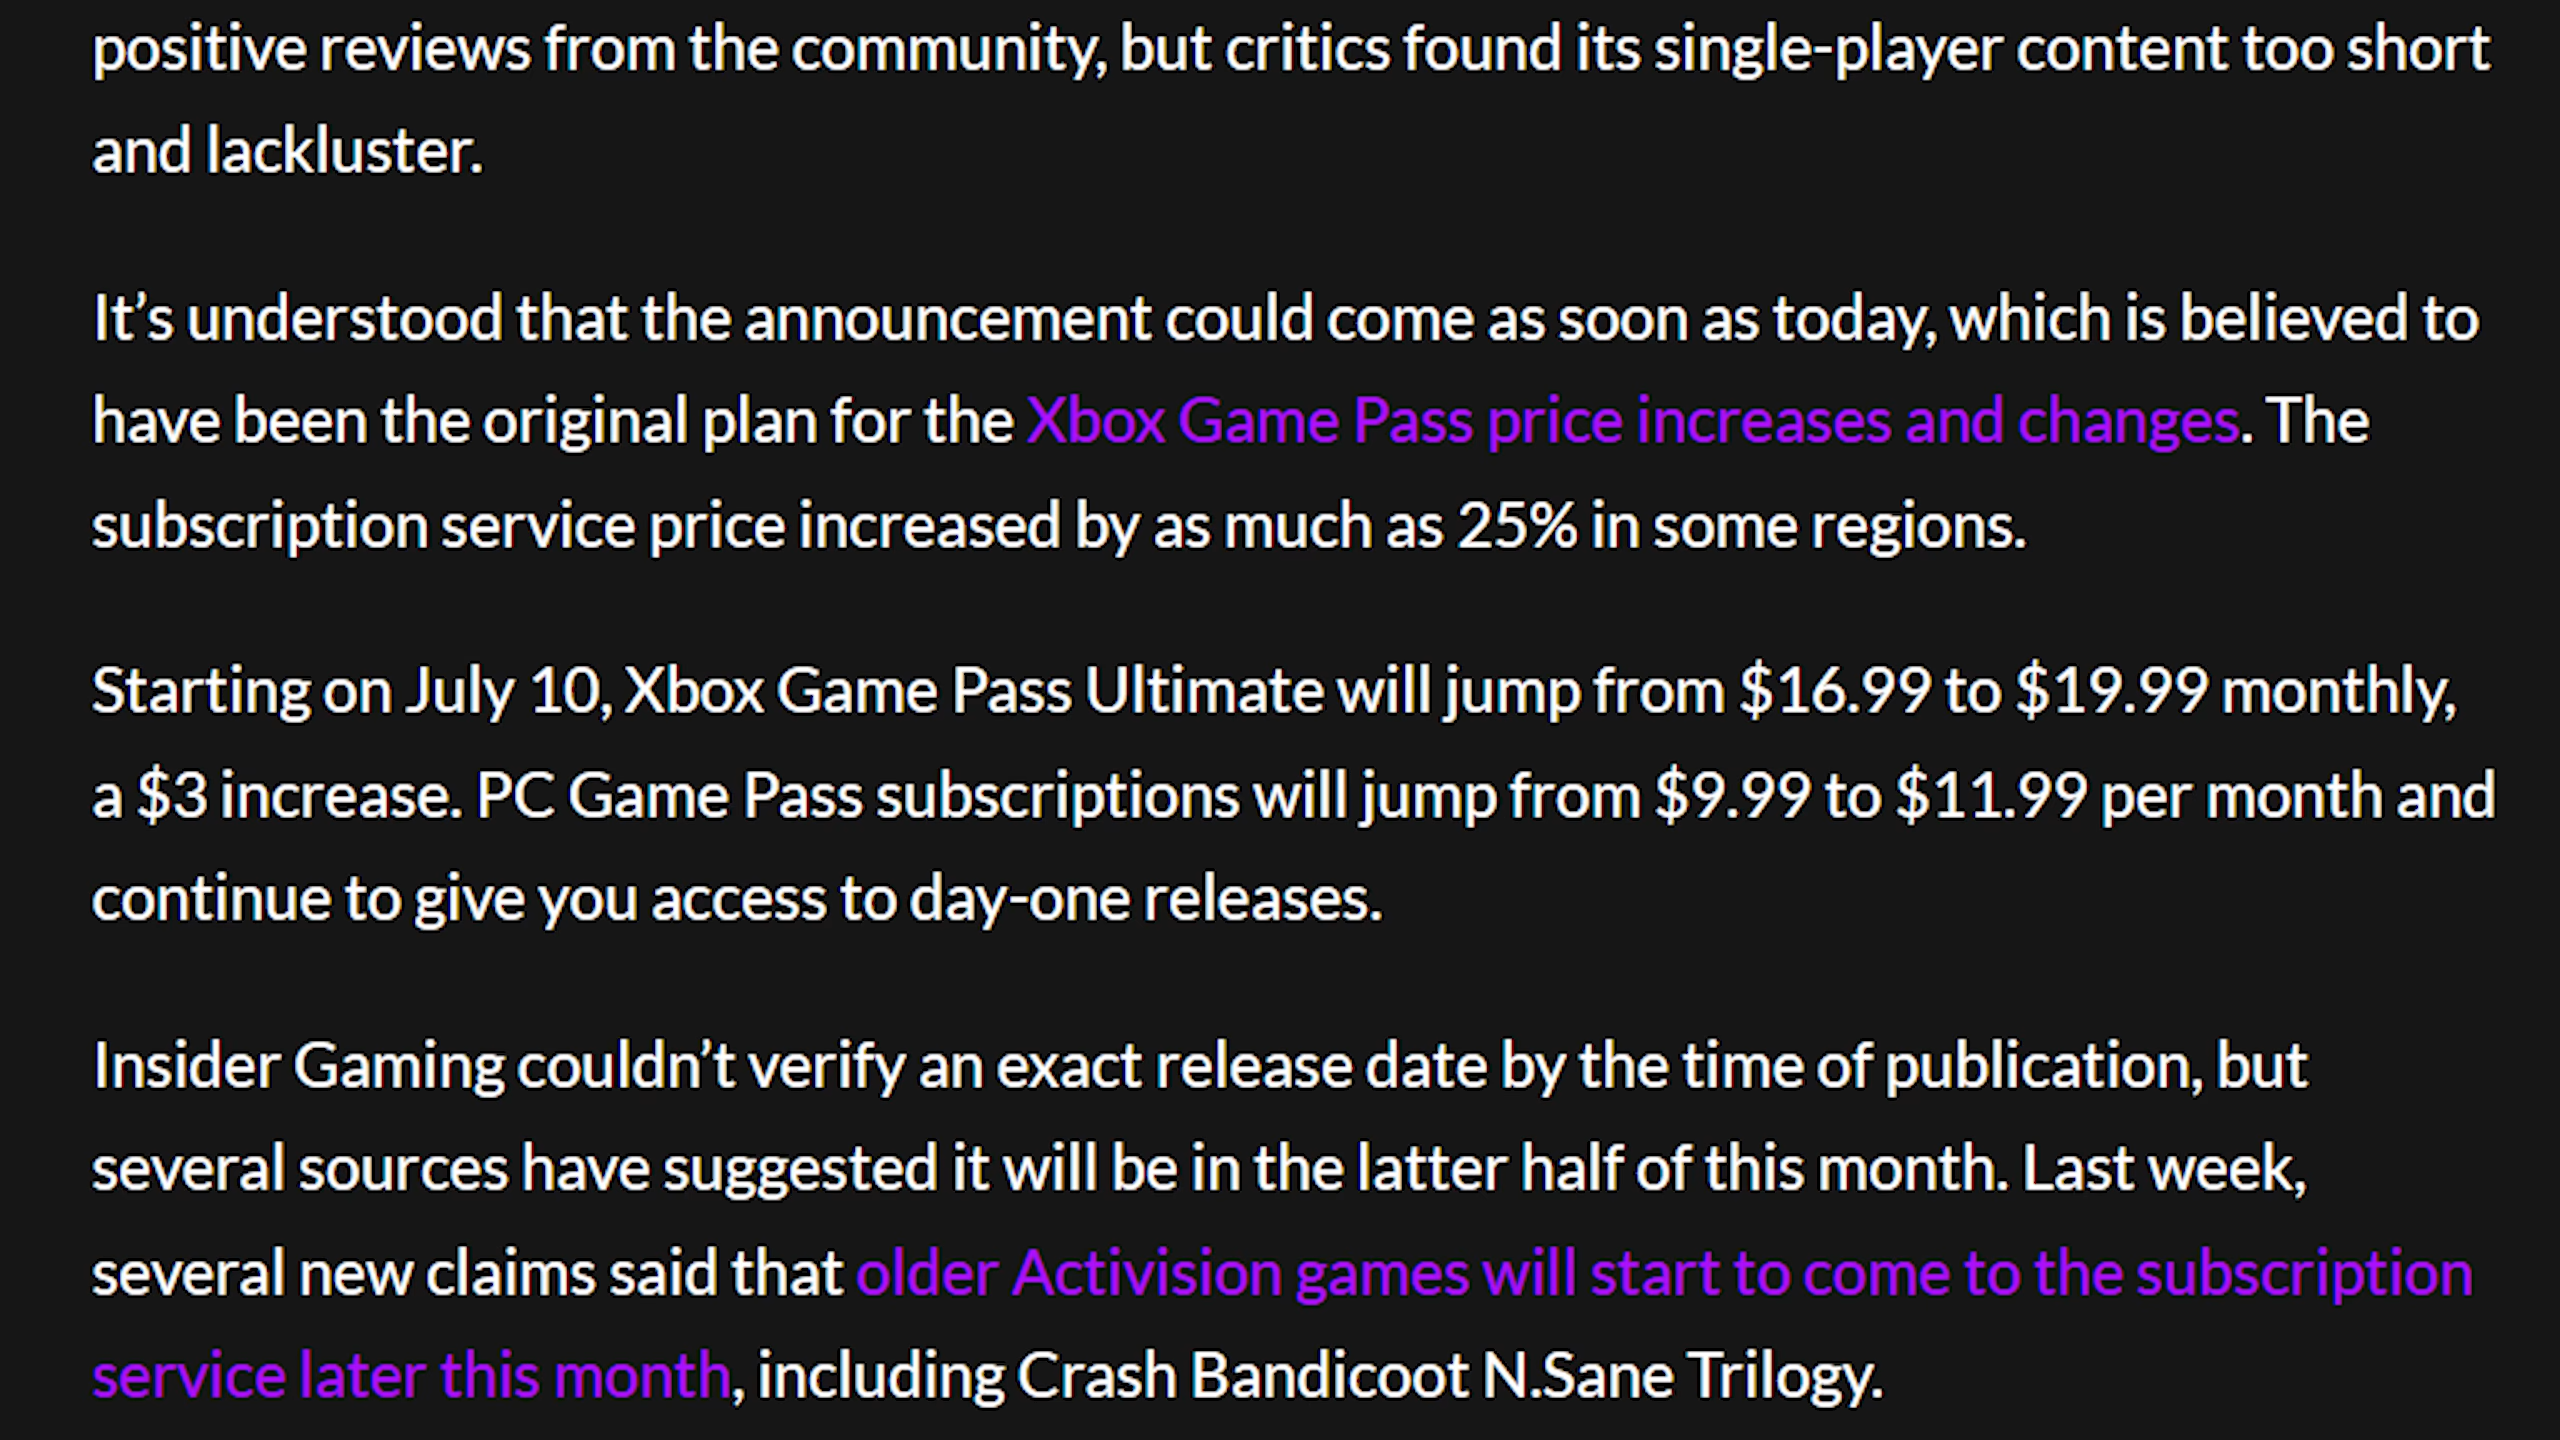 positive reviews from the community, but critics found its single-player content too short
and lackluster.
It’s understood that the announcement could come as soon as today, which is believed to
have been the original plan for the Xbox Game Pass price increases and changes. The
subscription service price increased by as much as 25% in some regions.
Starting on July 10, Xbox Game Pass Ultimate will jump from $16.99 to $19.99 monthly,
a $3 increase. PC Game Pass subscriptions will jump from $9.99 to $11.99 per month and
continue to give you access to day-one releases.
Insider Gaming couldn’t verify an exact release date by the time of publication, but
several sources have suggested it will be in the latter half of this month. Last week,
several new claims said that older Activision games will start to come to the subscription
service later this month, including Crash Bandicoot N.Sane Trilogy.